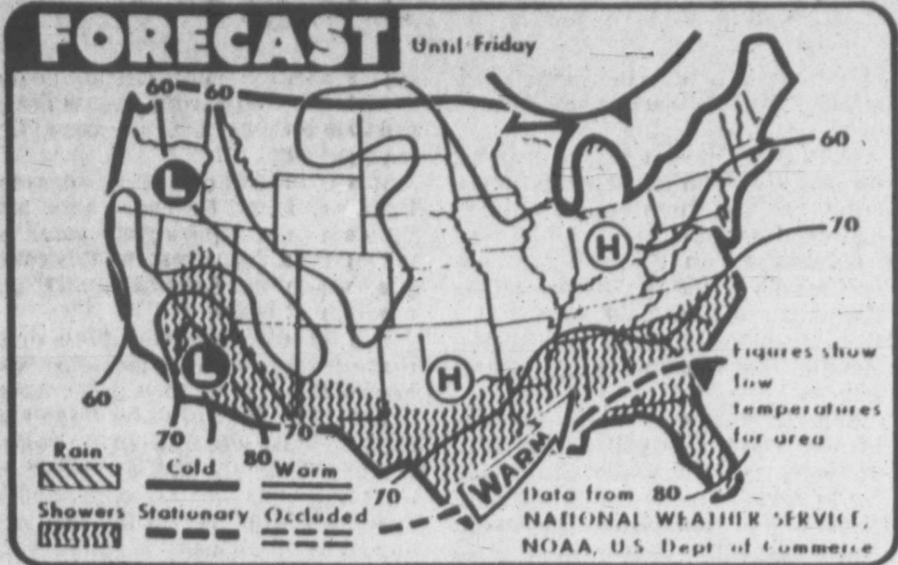 FORECAST Until Friday
60 60
60
L
70
H
L
H
Figures show
low
temperatures
for area
60
70
70
80
70
WARM
Rain Cold Warm
Showers Stationary Occluded
Data from 80
NATIONAL WEATHER SERVICE,
NOAA, U.S. Dept of Commerce